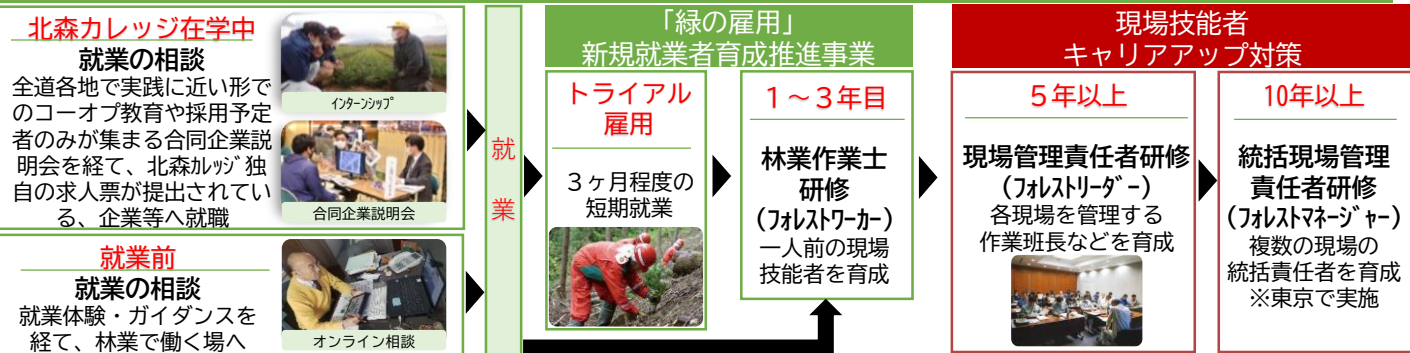 北森カレッジ在学中
就業の相談
全道各地で実践に近い形で
のコーオプ教育や採用予定
者のみが集まる合同企業説
明会を経て、北森ｶﾚｯｼﾞ独
自の求人票が提出されてい
る、企業等へ就職
ｲﾝﾀｰﾝｼｯﾌﾟ
合同企業説明会
就業前
就業の相談
就業体験・ガイダンスを
経て、林業で働く場へ
オンライン相談
就業
「緑の雇用」
新規就業者育成推進事業
トライアル
雇用
３ヶ月程度の
短期就業
１～３年目
林業作業士
研修
(ﾌｫﾚｽﾄﾜｰｶｰ)
一人前の現場
技能者を育成
現場技能者
キャリアアップ対策
５年以上
現場管理責任者研修
(ﾌｫﾚｽﾄﾘｰﾀﾞｰ)
各現場を管理する
作業班長などを育成
10年以上
統括現場管理
責任者研修
(ﾌｫﾚｽﾄﾏﾈｰｼﾞｬｰ)
複数の現場の
統括責任者を育成
※東京で実施